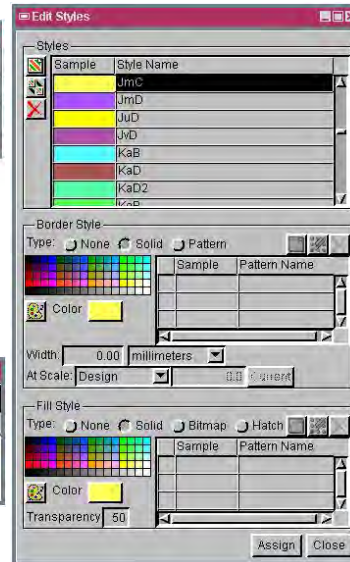 Edit Styles
Styles
Sample Style Name
JmC
JmD
JuD
JvD
KaB
KaD
KaD2
KaR
Border Style
Type: None Solid Pattern
Sample Pattern Name
Color
Width: 0.00 millimeters
At Scale: Design 0.0 Current
Fill Style
Type: None Solid Bitmap Hatch
Sample Pattern Name
Color
Transparency 50
Assign Close